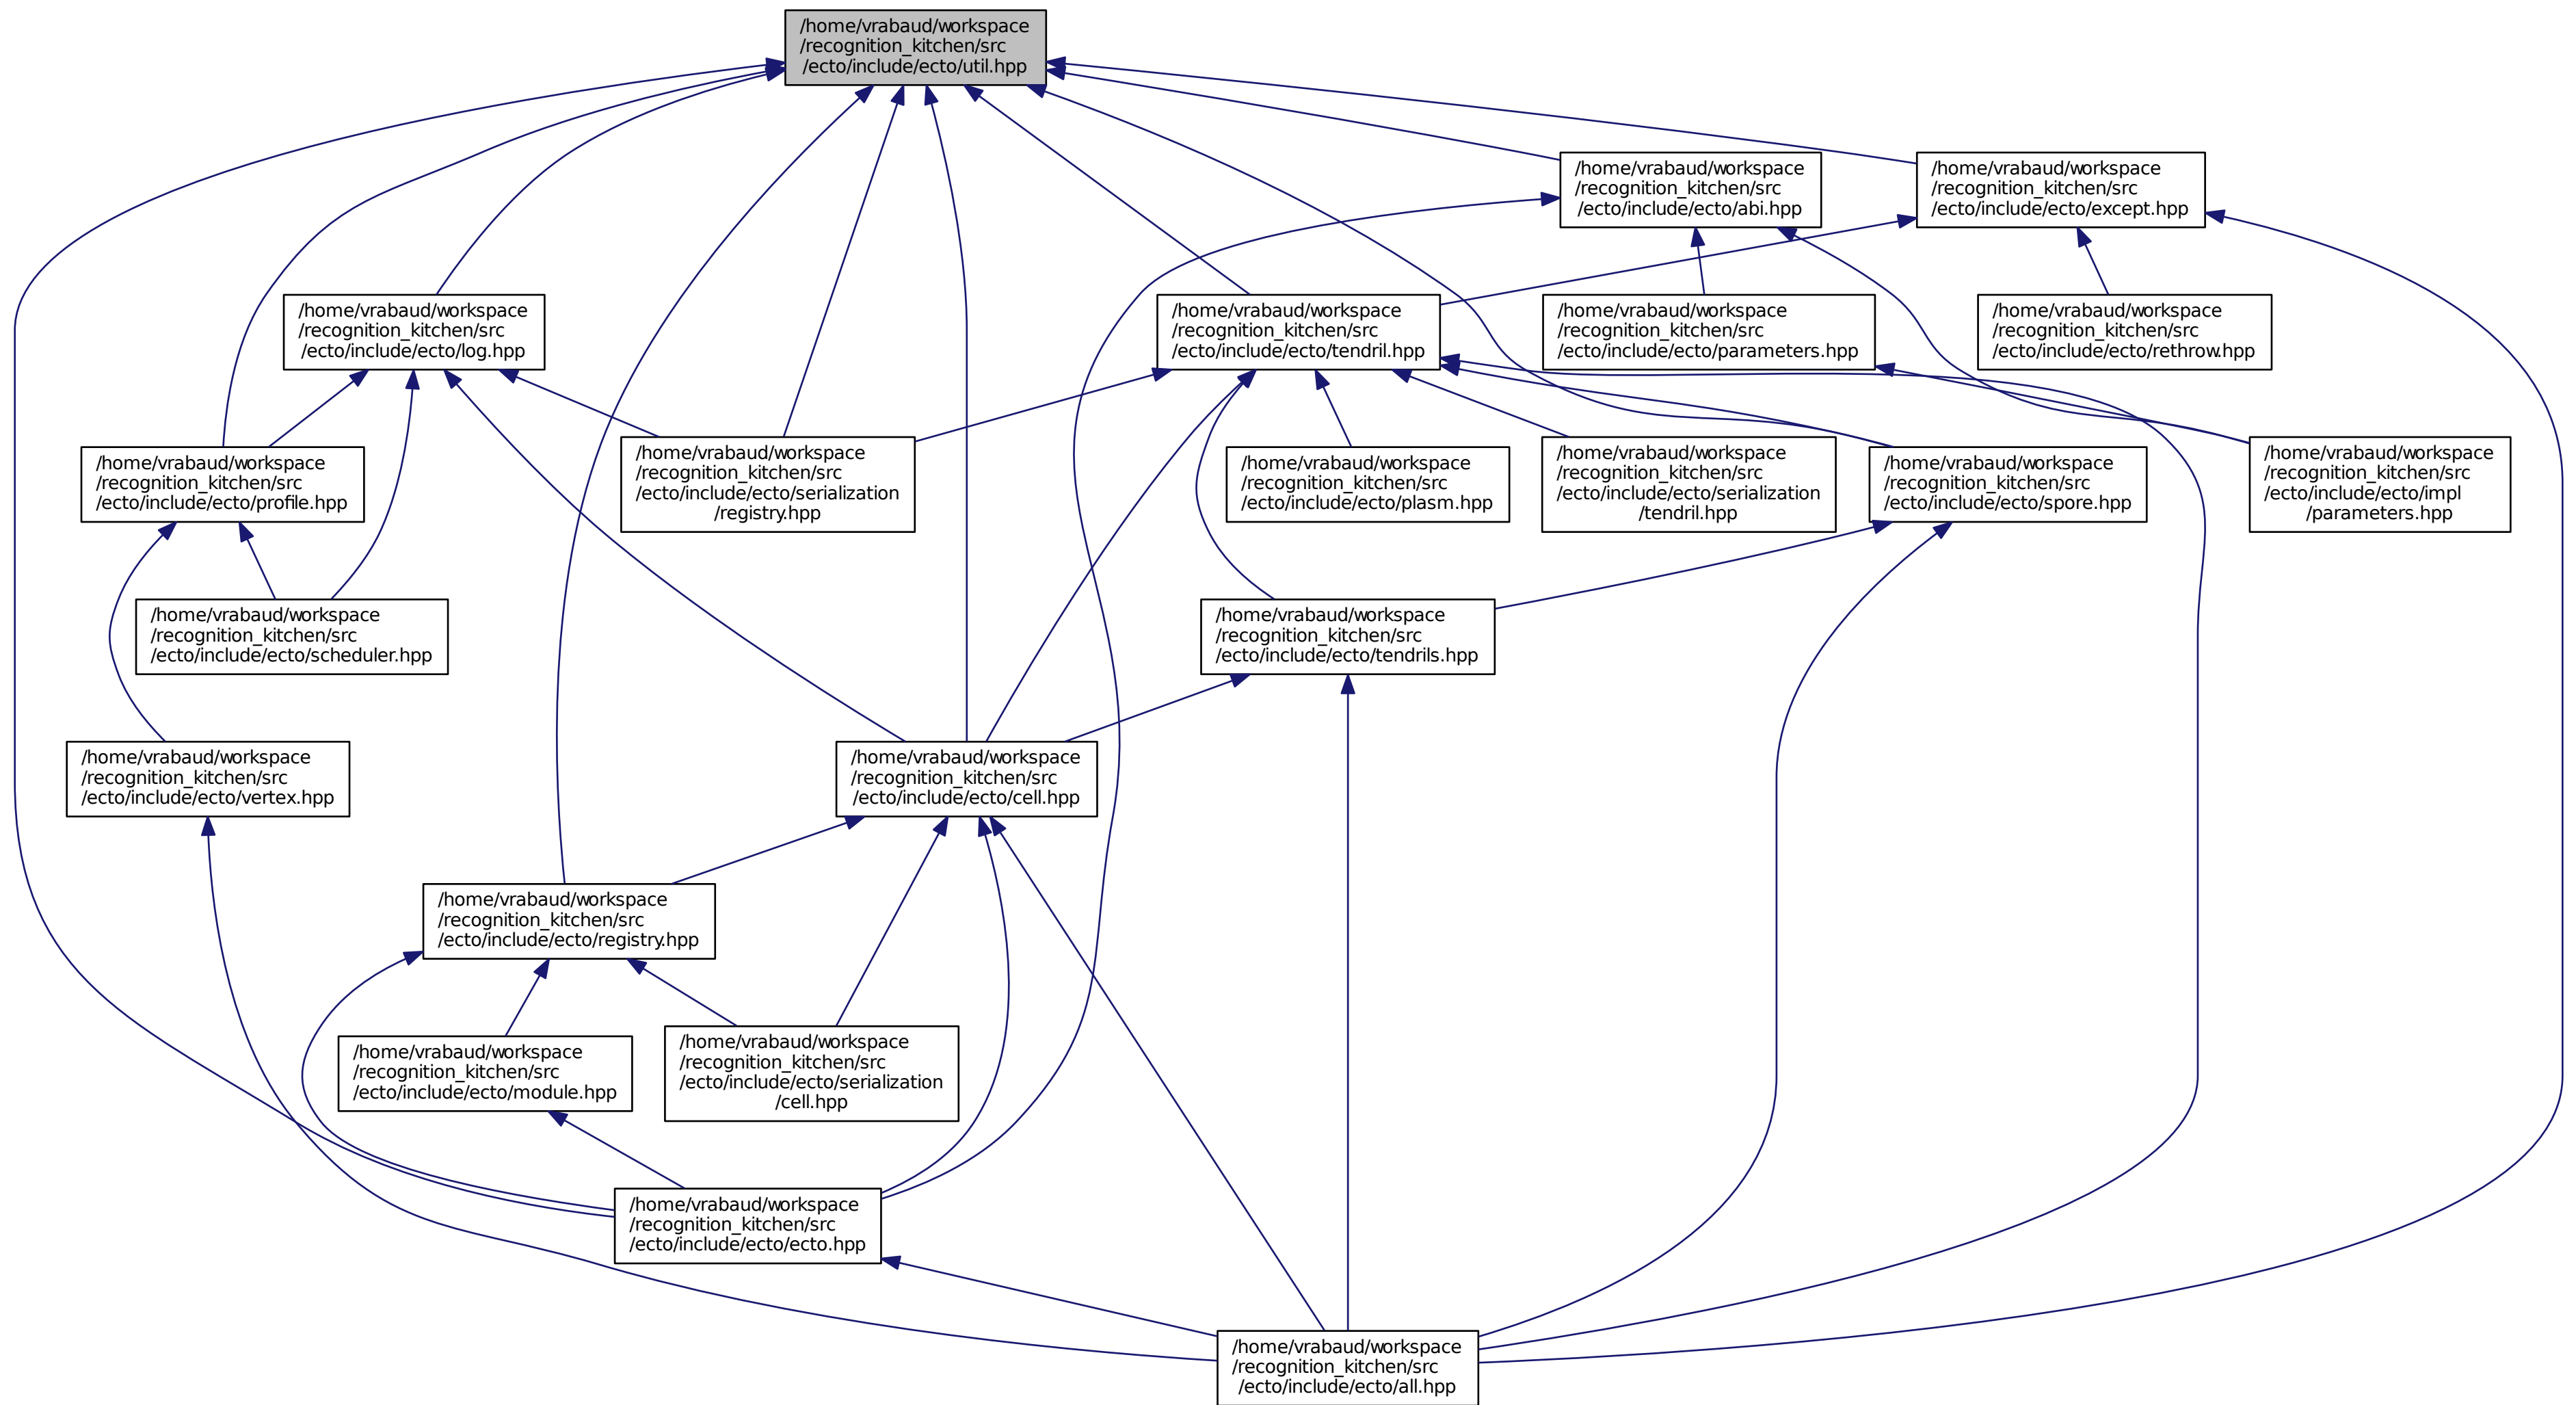 /home/vrabaud/workspace
/recognition_kitchen/src
/ecto/include/ecto/util.hpp
/home/vrabaud/workspace
/recognition_kitchen/src
/ecto/include/ecto/abi.hpp
/home/vrabaud/workspace
/recognition_kitchen/src
/ecto/include/ecto/except.hpp
/home/vrabaud/workspace
/recognition_kitchen/src
/ecto/include/ecto/log.hpp
/home/vrabaud/workspace
/recognition_kitchen/src
/ecto/include/ecto/tendril.hpp
/home/vrabaud/workspace
/recognition_kitchen/src
/ecto/include/ecto/parameters.hpp
/home/vrabaud/workspace
/recognition_kitchen/src
/ecto/include/ecto/rethrow.hpp
/home/vrabaud/workspace
/recognition_kitchen/src
/ecto/include/ecto/profile.hpp
/home/vrabaud/workspace
/recognition_kitchen/src
/ecto/include/ecto/serialization
/registry.hpp
/home/vrabaud/workspace
/recognition_kitchen/src
/ecto/include/ecto/plasm.hpp
/home/vrabaud/workspace
/recognition_kitchen/src
/ecto/include/ecto/serialization
/tendril.hpp
/home/vrabaud/workspace
/recognition_kitchen/src
/ecto/include/ecto/spore.hpp
/home/vrabaud/workspace
/recognition_kitchen/src
/ecto/include/ecto/impl
/parameters.hpp
/home/vrabaud/workspace
/recognition_kitchen/src
/ecto/include/ecto/scheduler.hpp
/home/vrabaud/workspace
/recognition_kitchen/src
/ecto/include/ecto/tendrils.hpp
/home/vrabaud/workspace
/recognition_kitchen/src
/ecto/include/ecto/vertex.hpp
/home/vrabaud/workspace
/recognition_kitchen/src
/ecto/include/ecto/cell.hpp
/home/vrabaud/workspace
/recognition_kitchen/src
/ecto/include/ecto/registry.hpp
/home/vrabaud/workspace
/recognition_kitchen/src
/ecto/include/ecto/module.hpp
/home/vrabaud/workspace
/recognition_kitchen/src
/ecto/include/ecto/serialization
/cell.hpp
/home/vrabaud/workspace
/recognition_kitchen/src
/ecto/include/ecto/ecto.hpp
/home/vrabaud/workspace
/recognition_kitchen/src
/ecto/include/ecto/all.hpp